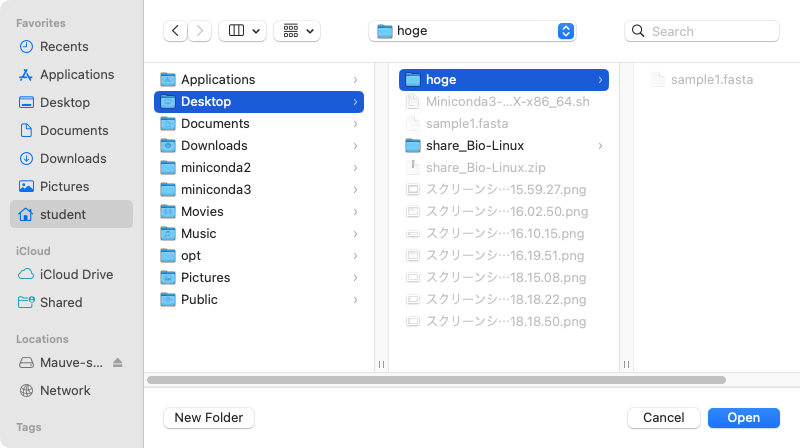 Favorites
Recents
Applications
Desktop
Documents
Downloads
Pictures
student
iCloud
iCloud Drive
Shared
Locations
Mauve-s...
Network
Tags
hoge
Search
Applications
Desktop
Documents
Downloads
miniconda2
miniconda3
Movies
Music
opt
Pictures
Public
hoge
Miniconda3-...X-x86_64.sh
sample1.fasta
share_Bio-Linux
share_Bio-Linux.zip
スクリーンシ…15.59.27.png
スクリーンシ…16.02.50.png
スクリーンシ…16.10.15.png
スクリーンシ…16.19.51.png
スクリーンシ…18.15.08.png
スクリーンシ…18.18.22.png
スクリーンシ…18.18.50.png
sample1.fasta
New Folder
Cancel
Open